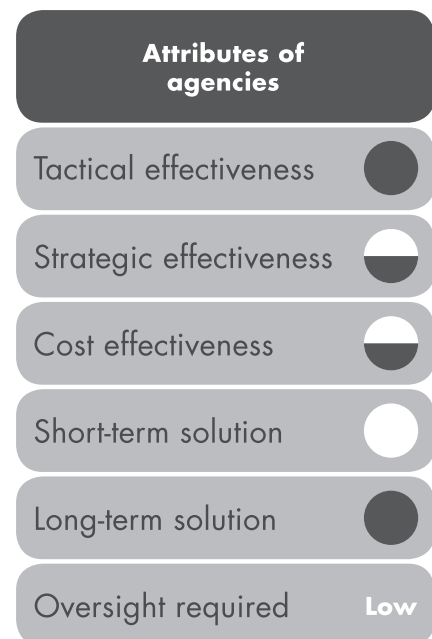 Attributes of
agencies
Tactical effectiveness
Strategic effectiveness
Cost effectiveness
Short-term solution
Long-term solution
Oversight required Low